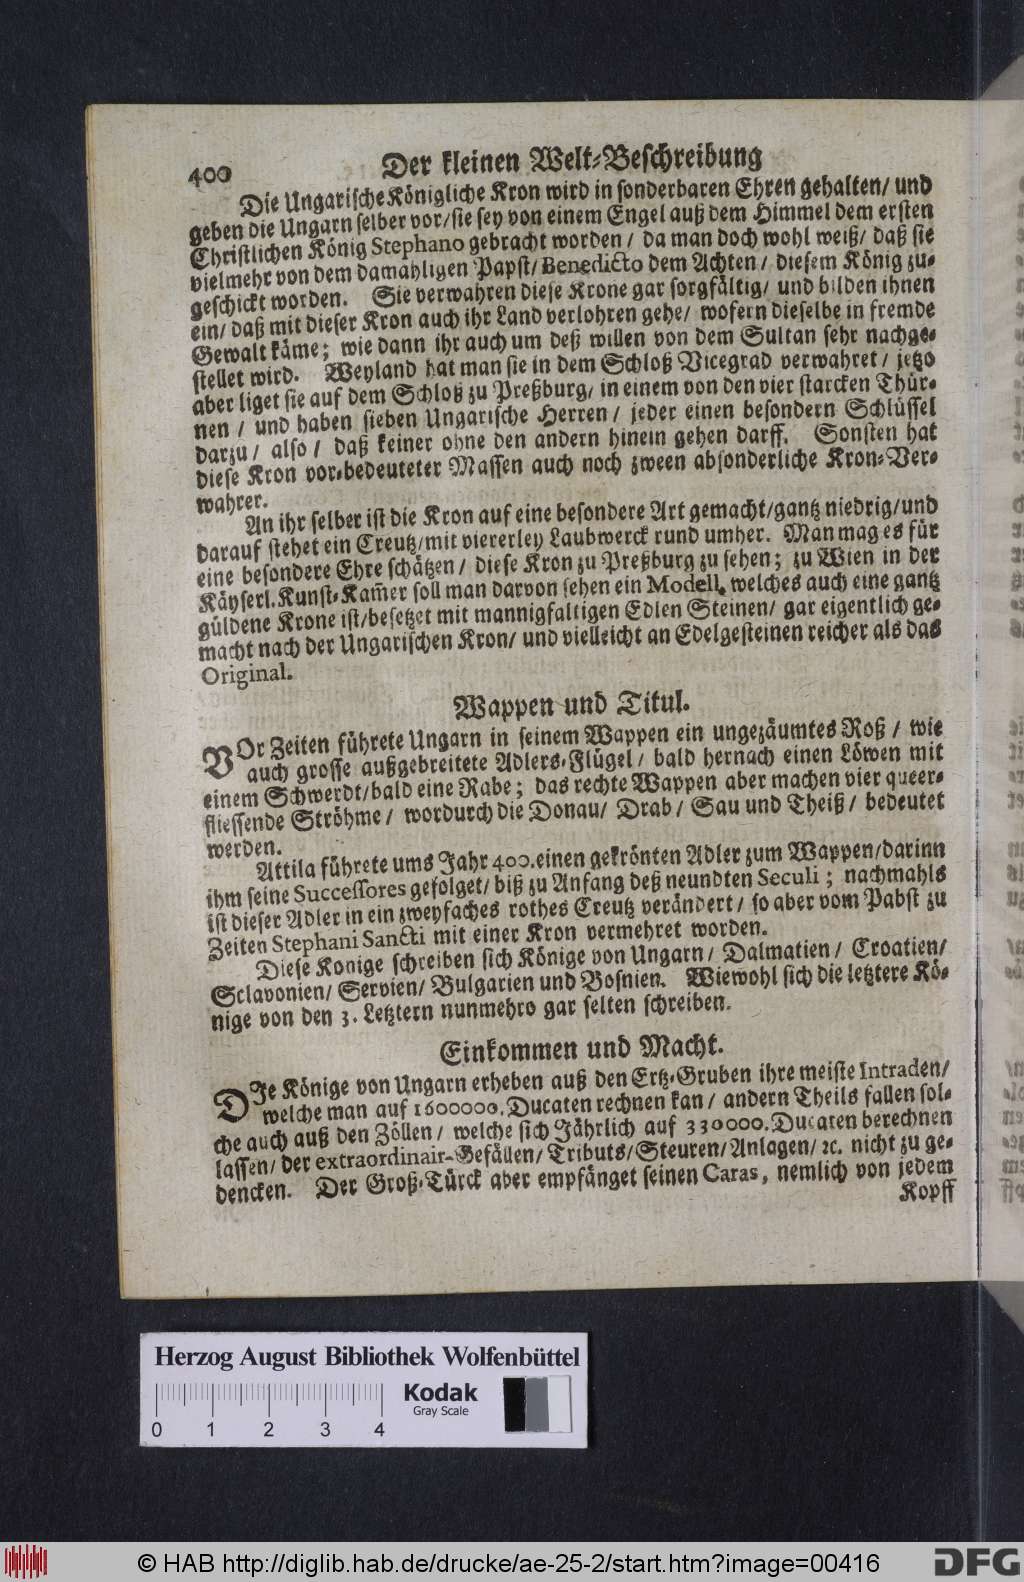 400 Der kleinen Welt-Beschreibung
Die Ungarische Königliche Kron wird in sonderbaren Ehren gehalten/ und
geben die Ungarn selber vor/ sie sey von einem Engel auß dem Himmel dem ersten
Christlichen König Stephano gebracht worden/ da man doch wohl weiß/ daß sie
vielmehr von dem damahligen Papst/ Benedicto dem Achten/ diesem König zu-
geschickt worden. Sie verwahren diese Krone gar sorgfältig/ und bilden ihnen
ein/ daß mit dieser Kron auch ihr Land verlohren gehe/ wofern dieselbe in fremde
Gewalt käme; wie dann ihr auch um deß willen von dem Sultan sehr nachge-
stellet wird. Weyland hat man sie in dem Schloß Vicegrad verwahret/ jetzo
aber liget sie auf dem Schloß zu Preßburg/ in einem von den vier starcken Thür-
nen/ und haben sieben Ungarische Herren/ jeder einen besondern Schlüssel
darzu/ also/ daß keiner ohne den andern hinein gehen darff. Sonsten hat
diese Kron vor-bedeuteter Massen auch noch zween absonderliche Kron-Ver-
wahrer.
An ihr selber ist die Kron auf eine besondere Art gemacht/ gantz niedrig/ und
darauf stehet ein Creutz/ mit viererley Laubwerck rund umher. Man mag es für
eine besondere Ehre schätzen/ diese Kron zu Preßburg zu sehen; zu Wien in der
Käyserl. Kunst-Kam̃er soll man darvon sehen ein Modell, welches auch eine gantz
güldene Krone ist/ besetzet mit mannigfaltigen Edlen Steinen/ gar eigentlich ge-
macht nach der Ungarischen Kron/ und vielleicht an Edelgesteinen reicher als das
Original.
Wappen und Titul.
VOr Zeiten führete Ungarn in seinem Wappen ein ungezäumtes Roß/ wie
auch grosse außgebreitete Adlers-Flügel/ bald hernach einen Löwen mit
einem Schwerdt/ bald eine Rabe; das rechte Wappen aber machen vier queer-
fliessende Ströhme/ wordurch die Donau/ Drab/ Sau und Theiß/ bedeutet
werden.
Attila führete ums Jahr 400. einen gekrönten Adler zum Wappen/ darinn
ihm seine Successores gefolget/ biß zu Anfang deß neundten Seculi; nachmahls
ist dieser Adler in ein zweyfaches rothes Creutz verändert/ so aber vom Pabst zu
Zeiten Stephani Sancti mit einer Kron vermehret worden.
Diese Konige schreiben sich Könige von Ungarn/ Dalmatien/ Croatien/
Sclavonien/ Servien/ Bulgarien und Bosnien. Wiewohl sich die letztere Kö-
nige von den 3. Letztern nunmehro gar selten schreiben.
Einkommen und Macht.
DIe Könige von Ungarn erheben auß den Ertz-Gruben ihre meiste Intraden/
welche man auf 1600000. Ducaten rechnen kan/ andern Theils fallen sol-
che auch auß den Zöllen/ welche sich Jährlich auf 330000. Ducaten berechnen
lassen/ der extraordinair-Gefällen/ Tributs/ Steuren/ Anlagen/ ꝛc. nicht zu ge-
dencken. Der Groß-Türck aber empfänget seinen Caras, nemlich von jedem
Kopff
Herzog August Bibliothek Wolfenbüttel
Kodak
Gray Scale
0 1 2 3 4
© HAB http://diglib.hab.de/drucke/ae-25-2/start.htm?image=00416
DFG